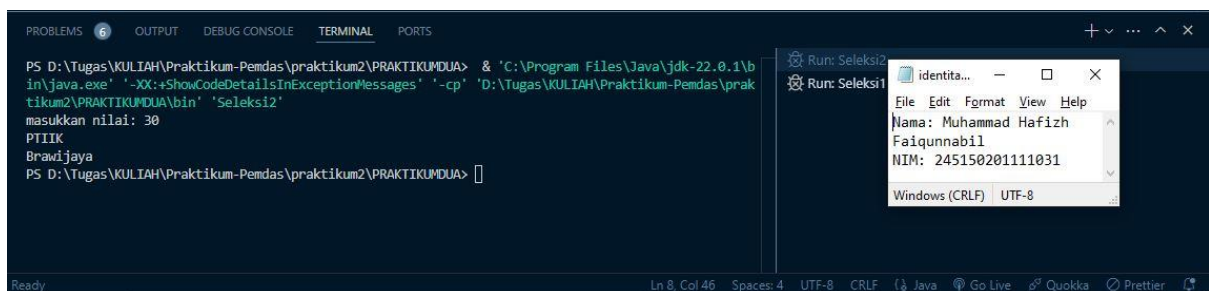 PROBLEMS 6 OUTPUT DEBUG CONSOLE TERMINAL PORTS
PS D:\Tugas\KULIAH\Praktikum-Pemdas\praktikum2\PRAKTIKUMDUA> & 'C:\Program Files\Java\jdk-22.0.1\b
in\java.exe' '-XX:+ShowCodeDetailsInExceptionMessages' '-cp' 'D:\Tugas\KULIAH\Praktikum-Pemdas\prak
tikum2\PRAKTIKUMDUA\bin' 'Seleksi2'
masukkan nilai: 30
PTIIK
Brawijaya
PS D:\Tugas\KULIAH\Praktikum-Pemdas\praktikum2\PRAKTIKUMDUA>
Run: Seleksi2
Run: Seleksi1
identita...
File Edit Format View Help
Nama: Muhammad Hafizh
Faiqunnabil
NIM: 245150201111031
Windows (CRLF) UTF-8
Ready Ln 8, Col 46 Spaces: 4 UTF-8 CRLF Java Go Live Quokka Prettier